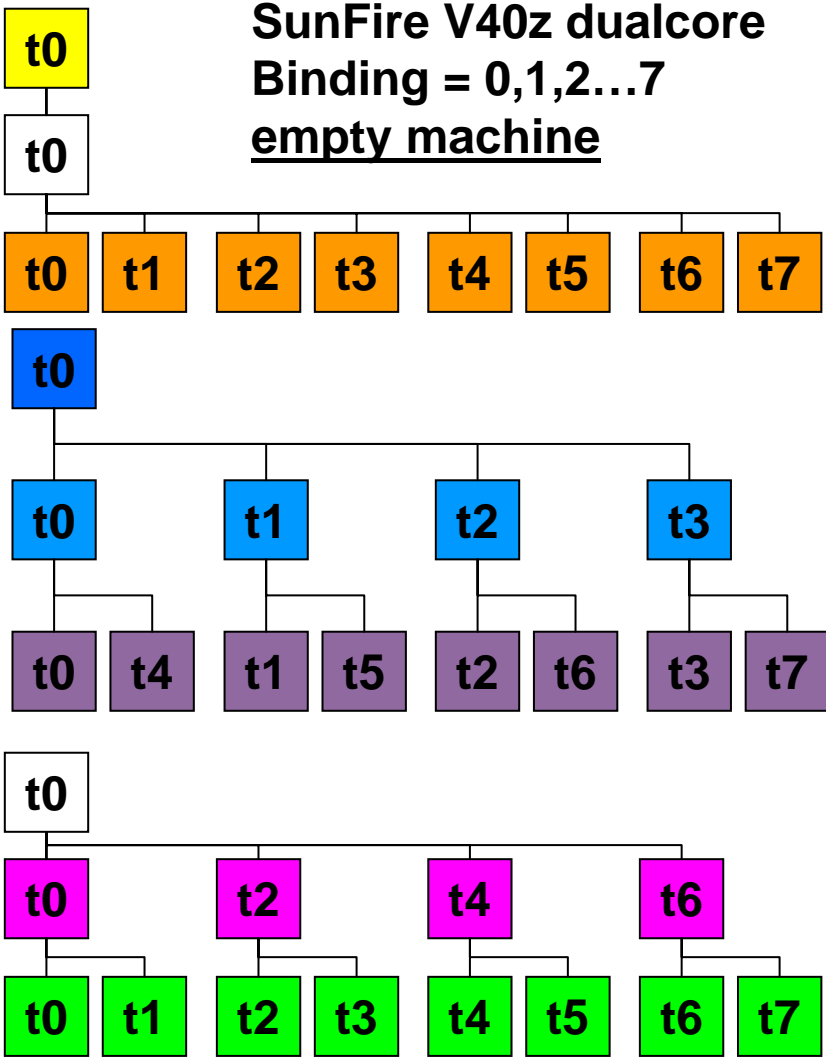 SunFire V40z dualcore
Binding = 0,1,2…7
empty machine
t0
t0
t0 t1 t2 t3 t4 t5 t6 t7
t0
t0 t1 t2 t3
t0 t4 t1 t5 t2 t6 t3 t7
t0
t0 t2 t4 t6
t0 t1 t2 t3 t4 t5 t6 t7